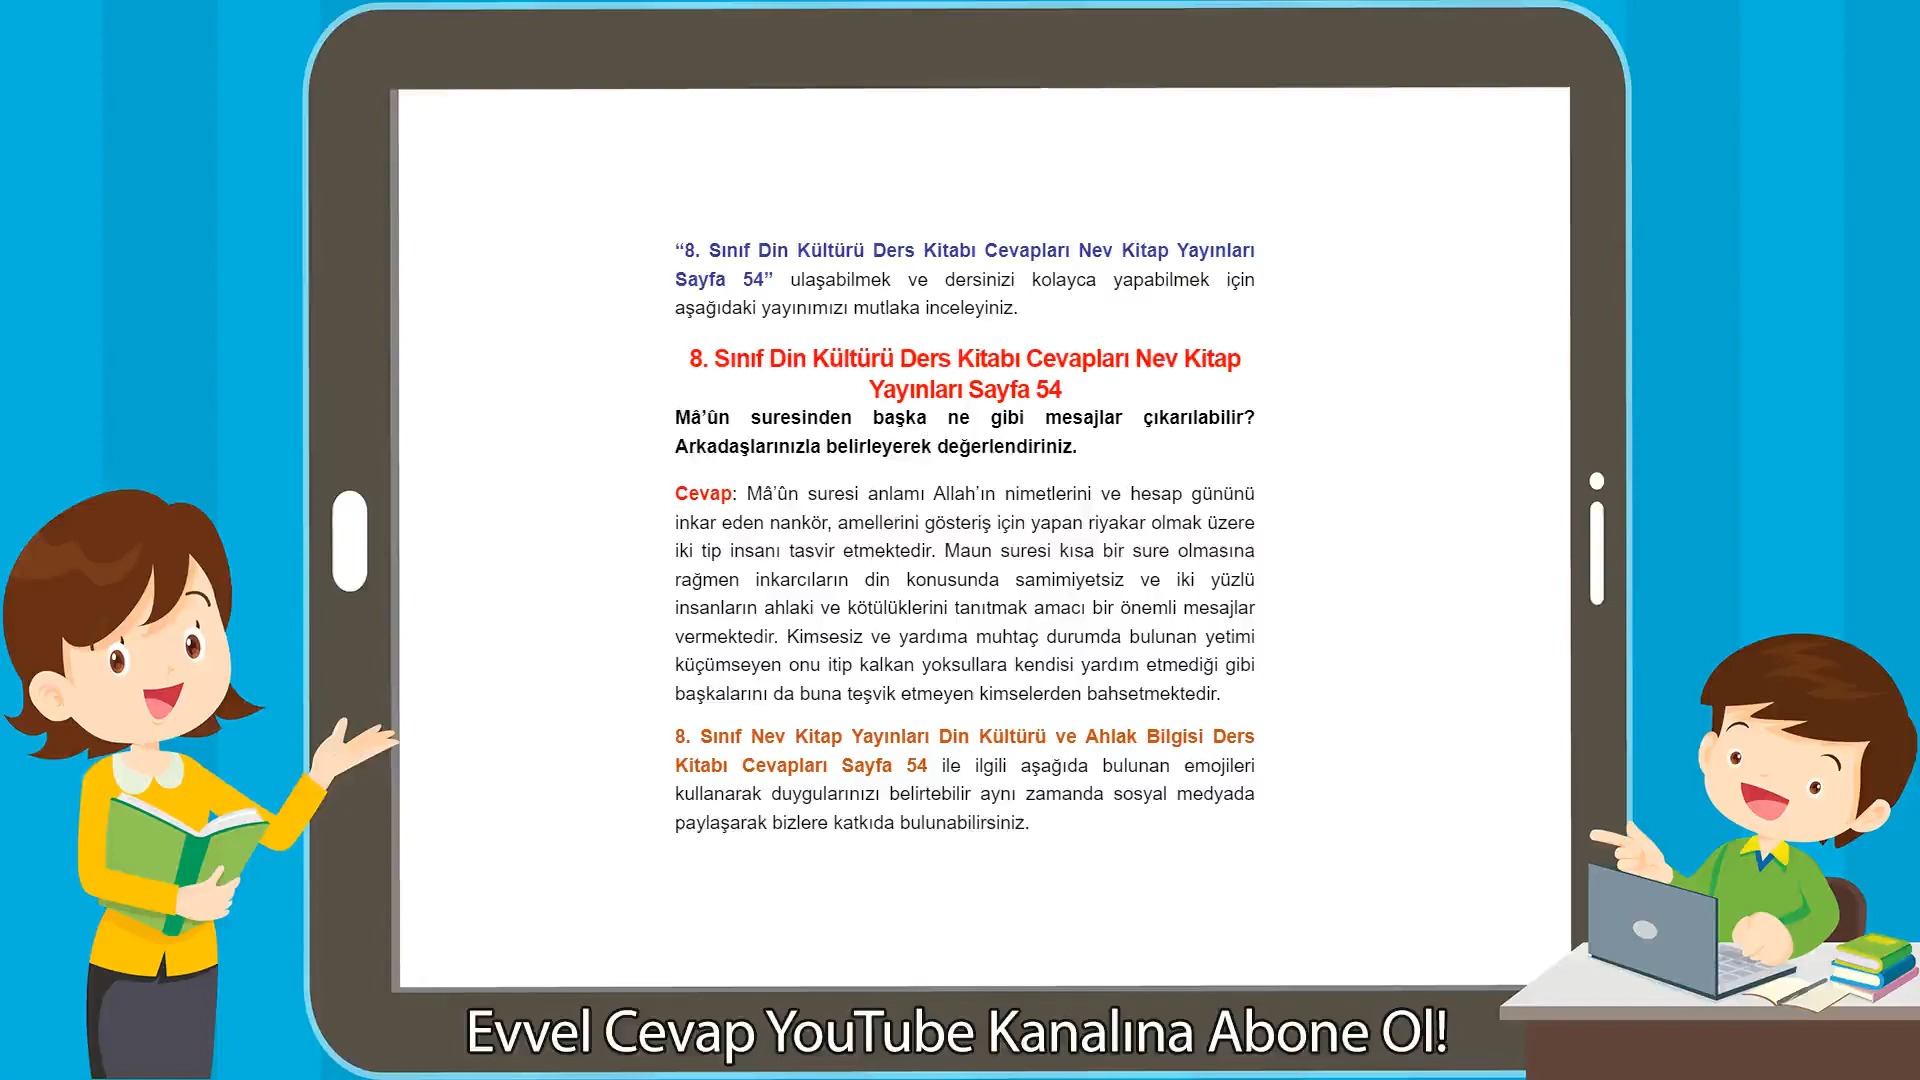 “8. Sınıf Din Kültürü Ders Kitabı Cevapları Nev Kitap Yayınları
Sayfa 54” ulaşabilmek ve dersinizi kolayca yapabilmek için
aşağıdaki yayınımızı mutlaka inceleyiniz.
8. Sınıf Din Kültürü Ders Kitabı Cevapları Nev Kitap
Yayınları Sayfa 54
Mâ’ûn suresinden başka ne gibi mesajlar çıkarılabilir?
Arkadaşlarınızla belirleyerek değerlendiriniz.
Cevap: Mâ’ûn suresi anlamı Allah’ın nimetlerini ve hesap gününü
inkar eden nankör, amellerini gösteriş için yapan riyakar olmak üzere
iki tip insanı tasvir etmektedir. Maun suresi kısa bir sure olmasına
rağmen inkarcıların din konusunda samimiyetsiz ve iki yüzlü
insanların ahlaki ve kötülüklerini tanıtmak amacı bir önemli mesajlar
vermektedir. Kimsesiz ve yardıma muhtaç durumda bulunan yetimi
küçümseyen onu itip kalkan yoksullara kendisi yardım etmediği gibi
başkalarını da buna teşvik etmeyen kimselerden bahsetmektedir.
8. Sınıf Nev Kitap Yayınları Din Kültürü ve Ahlak Bilgisi Ders
Kitabı Cevapları Sayfa 54 ile ilgili aşağıda bulunan emojileri
kullanarak duygularınızı belirtebilir aynı zamanda sosyal medyada
paylaşarak bizlere katkıda bulunabilirsiniz.
Evvel Cevap YouTube Kanalına Abone Ol!